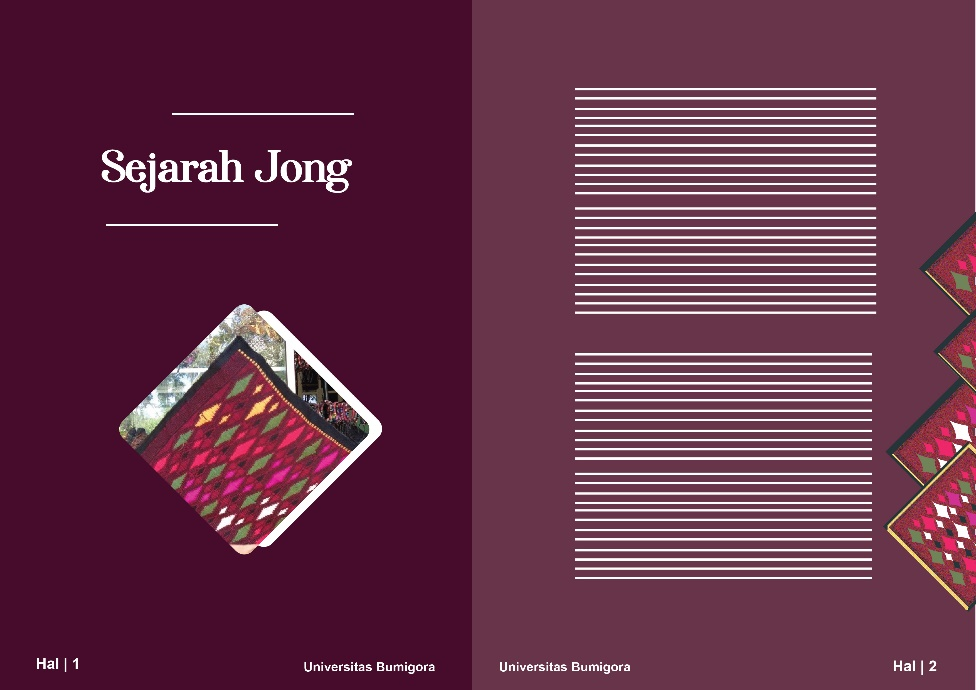 Sejarah Jong
Hal | 1
Universitas Bumigora
Universitas Bumigora
Hal | 2